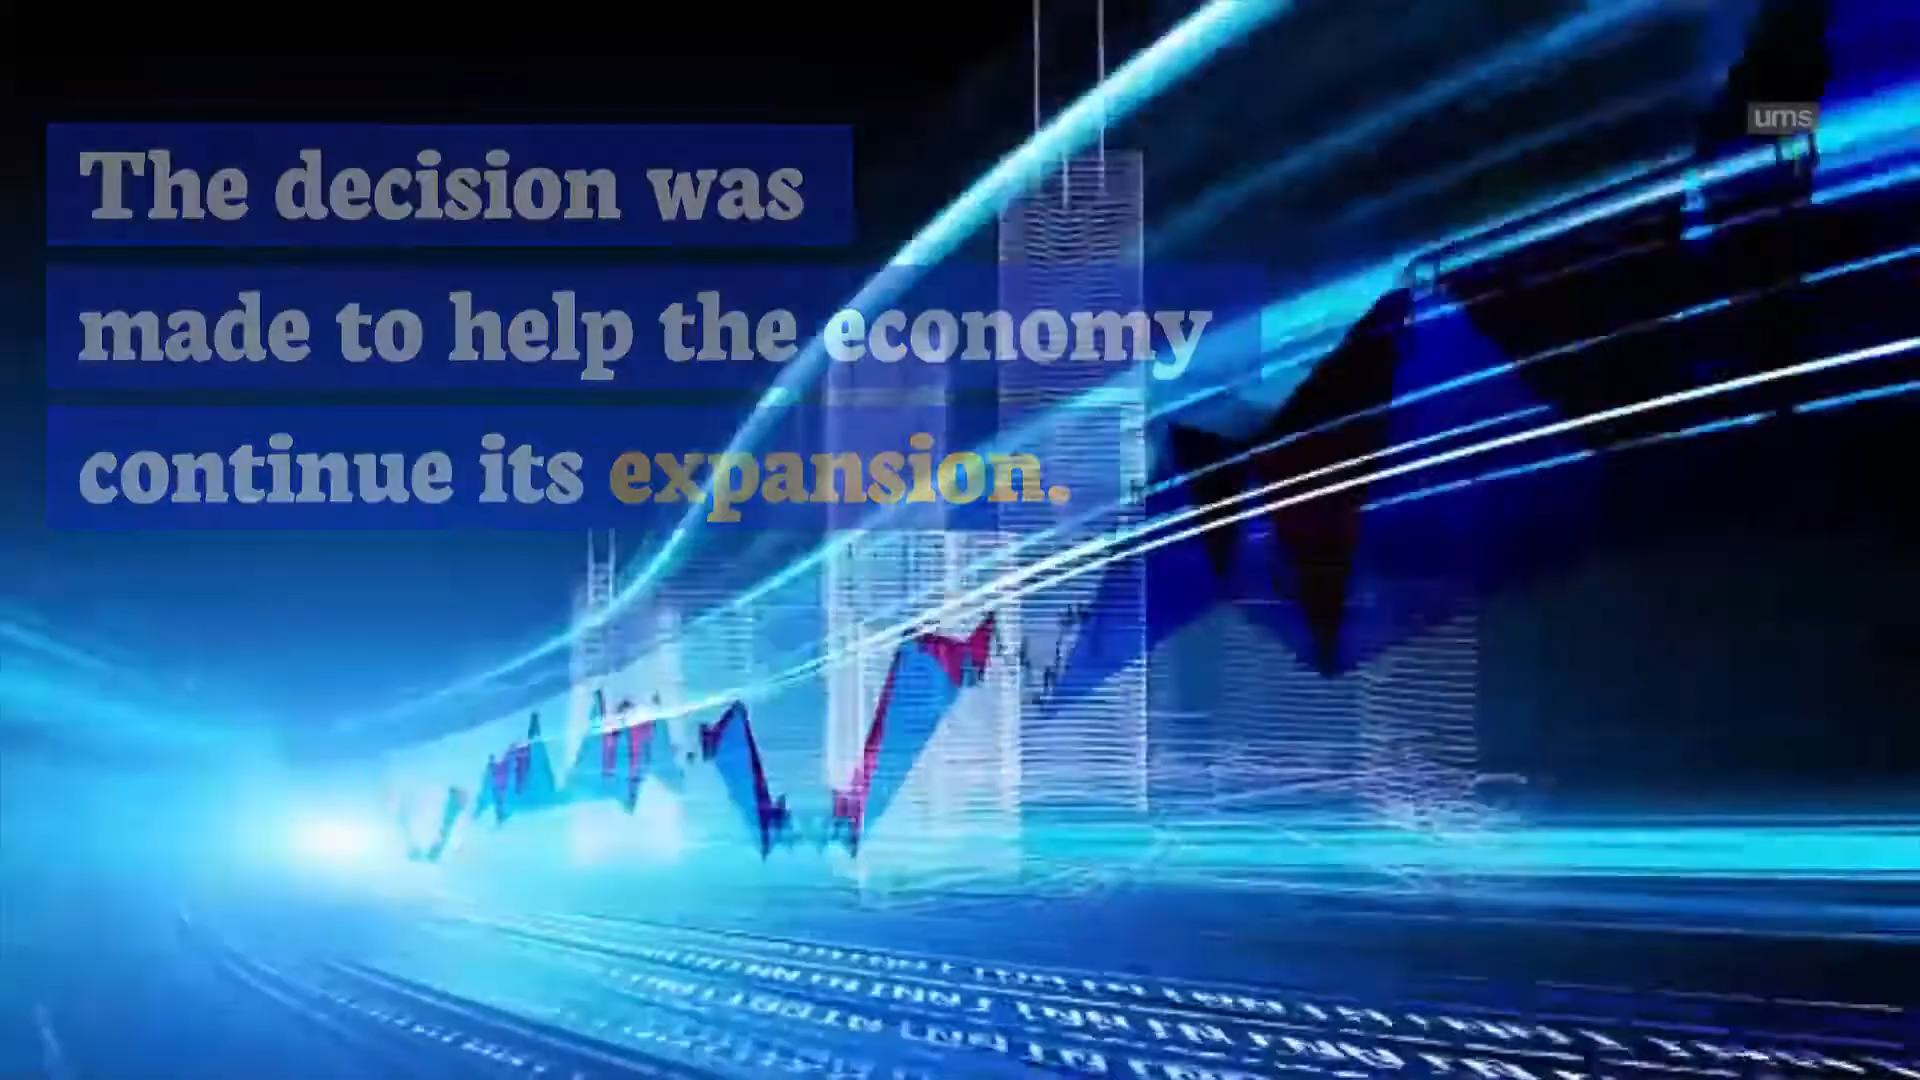 ums
The decision was
made to help the economy
continue its expansion.